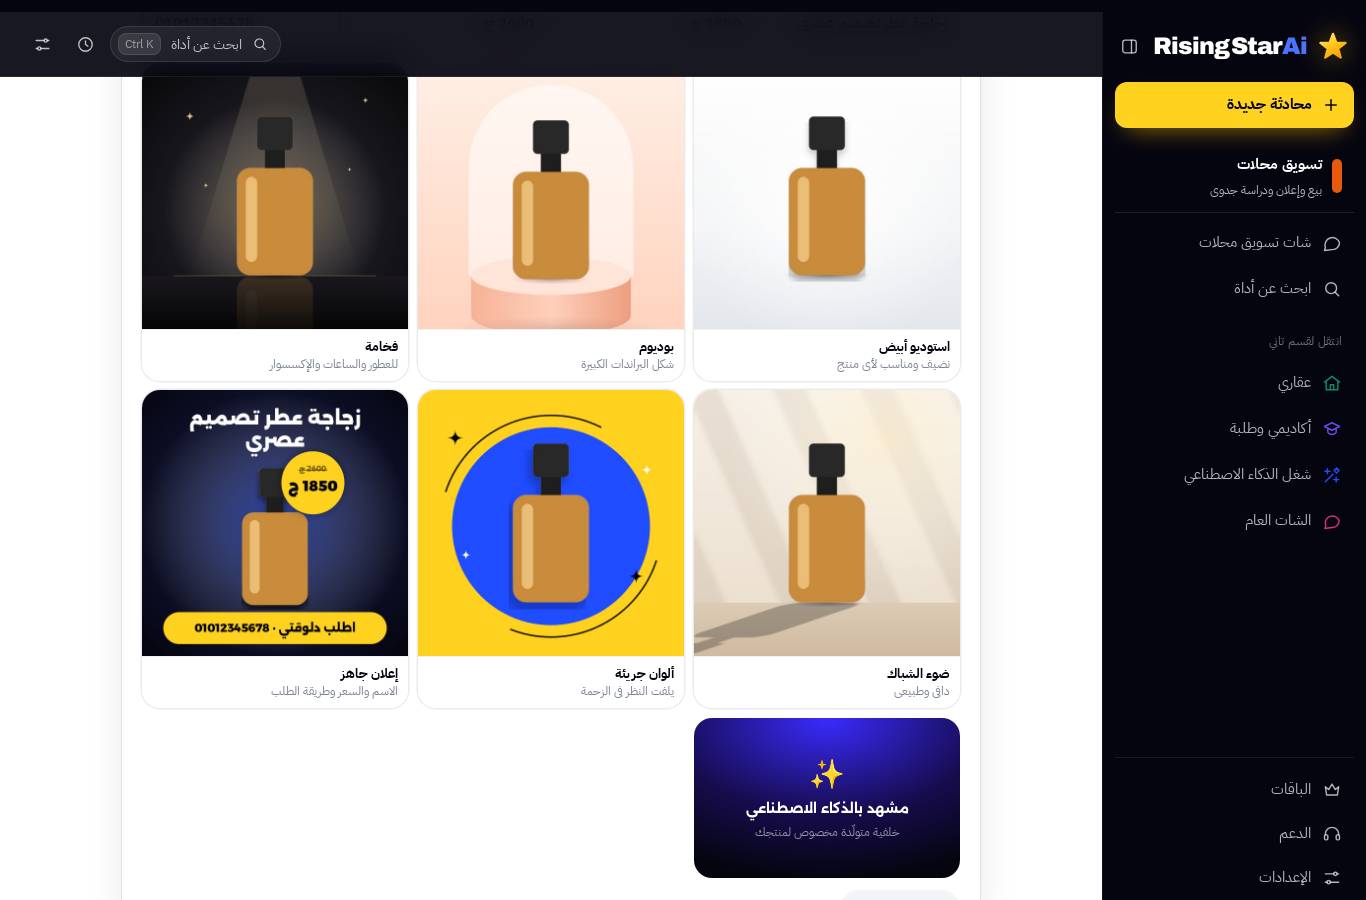 RisingStarAi
محادثة جديدة
تسويق محلات
بيع وإعلان ودراسة جدوى
شات تسويق محلات
ابحث عن أداة
انتقل لقسم تاني
عقاري
أكاديمي وطلبة
شغل الذكاء الاصطناعي
الشات العام
الباقات
الدعم
الإعدادات
ابحث عن أداة
Ctrl K
استوديو أبيض
نضيف ومناسب لأي منتج
بوديوم
شكل البراندات الكبيرة
فخامة
للعطور والساعات والإكسسوار
ضوء الشباك
دافي وطبيعي
ألوان جريئة
يلفت النظر في الزحمة
زجاجة عطر تصميم
عصري
2600 ج
1850 ج
اطلب دلوقتي · 01012345678
إعلان جاهز
الاسم والسعر وطريقة الطلب
مشهد بالذكاء الاصطناعي
خلفية متولّدة مخصوص لمنتجك